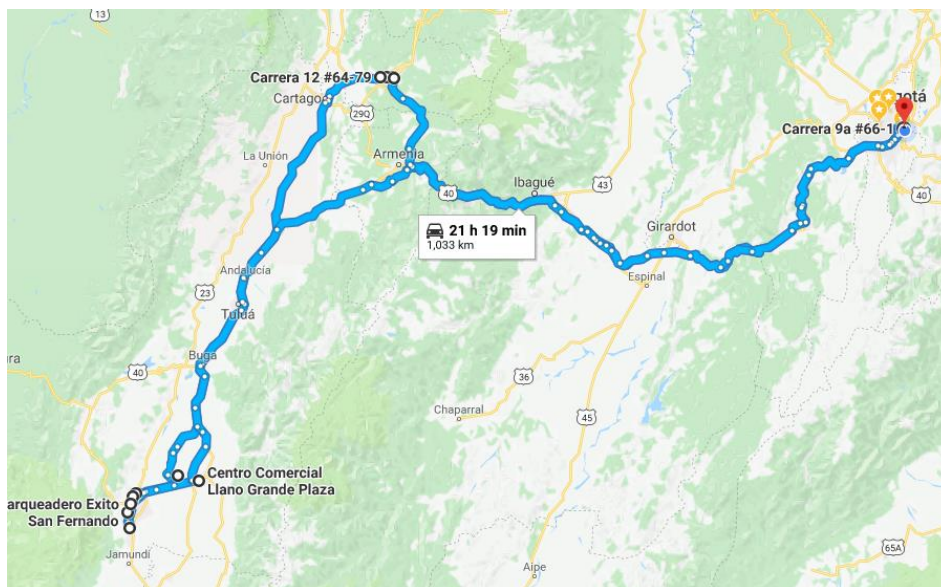 13
Carrera 12 #64-79
Cartago
29Q
gotá
Carrera 9a #66-1
La Unión
Armenia
40
Ibagué
43
40
21 h 19 min
1,033 km
Girardot
Andalucía
Espinal
23
Tuluá
Buga
40
ura
36
Chaparral
45
Centro Comercial
Llano Grande Plaza
arqueadero Exito
San Fernando
Jamundí
Aipe
65A